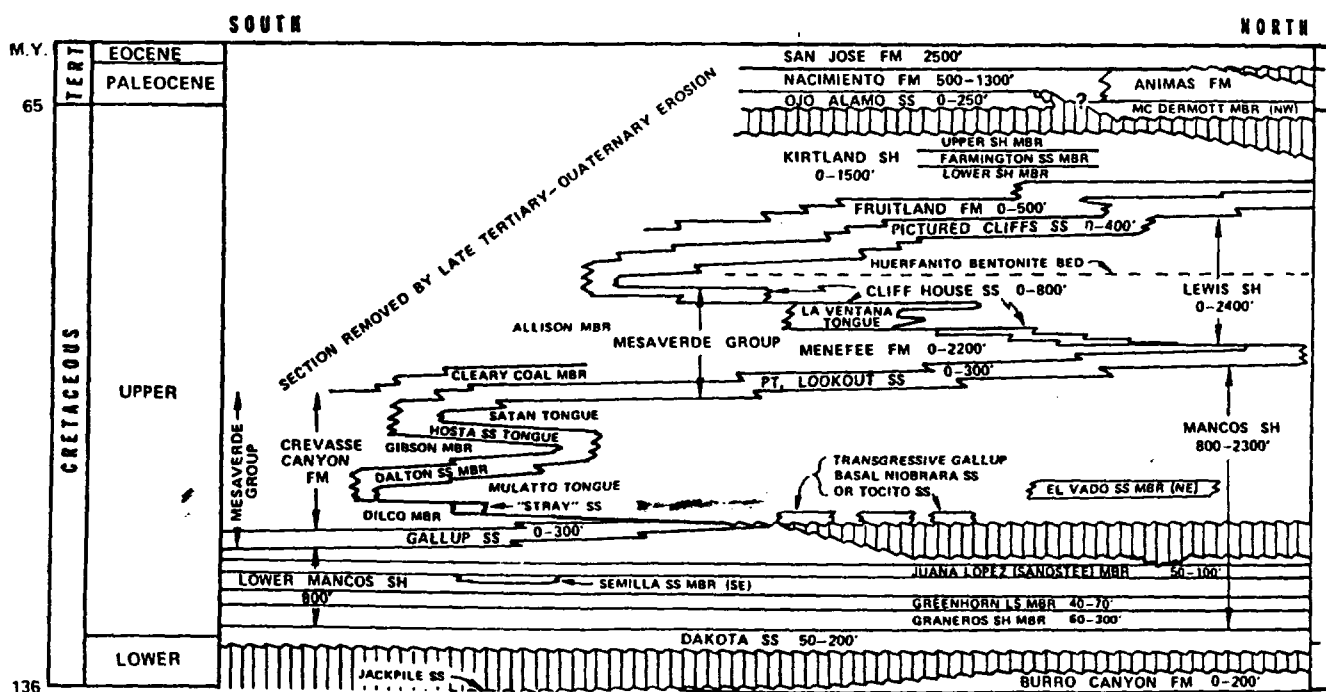 SOUTH
NORTH
M.Y.
TERT
EOCENE
PALEOCENE
65
CRETACEOUS
UPPER
LOWER
136
SAN JOSE FM 2500'
NACIMIENTO FM 500-1300'
OJO ALAMO SS 0-250'
?
ANIMAS FM
MC DERMOTT MBR (NW)
SECTION REMOVED BY LATE TERTIARY-QUATERNARY EROSION
UPPER SH MBR
KIRTLAND SH
0-1500'
FARMINGTON SS MBR
LOWER SH MBR
FRUITLAND FM 0-500'
PICTURED CLIFFS SS 0-400'
HUERFANITO BENTONITE BED
CLIFF HOUSE SS 0-800'
LEWIS SH
0-2400'
LA VENTANA
TONGUE
ALLISON MBR
MESAVERDE GROUP
MENEFEE FM 0-2200'
CLEARY COAL MBR
PT. LOOKOUT SS
0-300'
SATAN TONGUE
HOSTA SS TONGUE
GIBSON MBR
DALTON SS MBR
MULATTO TONGUE
MESAVERDE
GROUP
CREVASSE
CANYON
FM
MANCOS SH
800-2300'
TRANSGRESSIVE GALLUP
BASAL NIOBRARA SS
OR TOCITO SS
EL VADO SS MBR (NE)
"STRAY" SS
DILCO MBR
GALLUP SS
0-300'
JUANA LOPEZ (SANOSTEE) MBR 50-100'
LOWER MANCOS SH
800'
SEMILLA SS MBR (SE)
GREENHORN LS MBR 40-70'
GRANEROS SH MBR 60-300'
DAKOTA SS 50-200'
JACKPILE SS
BURRO CANYON FM 0-200'